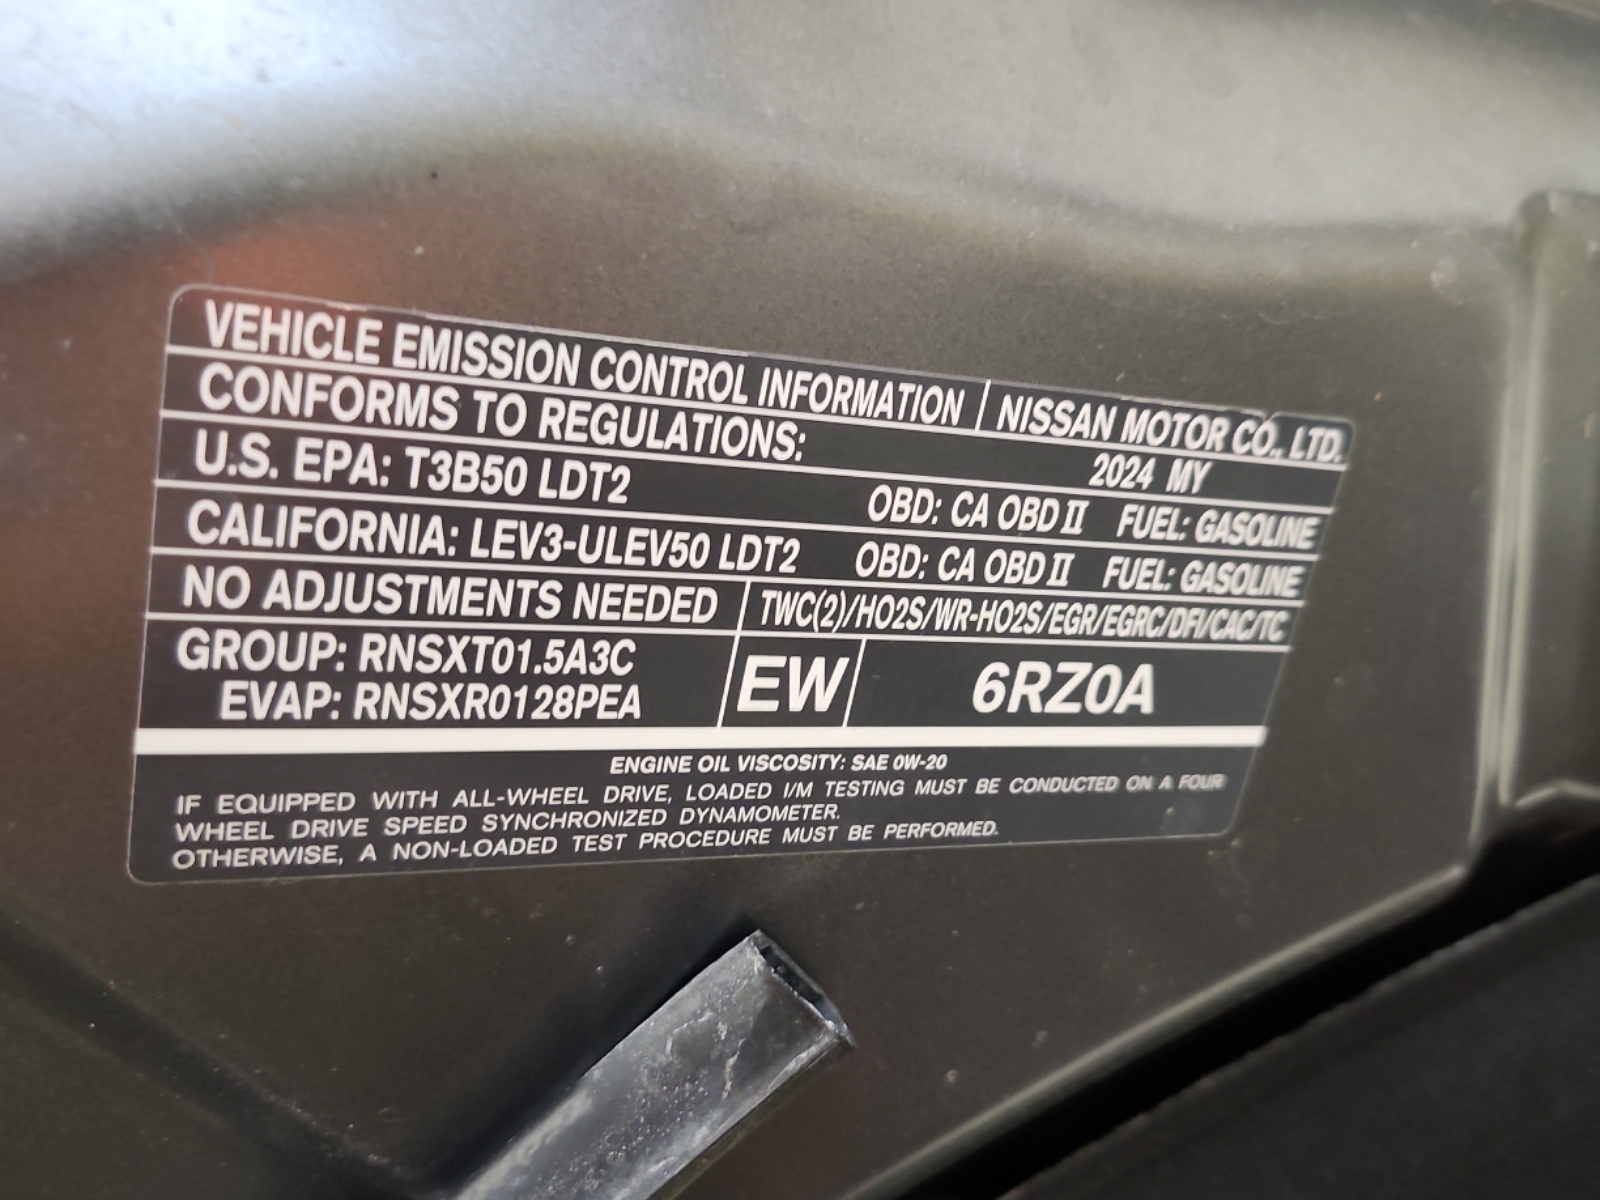 VEHICLE EMISSION CONTROL INFORMATION NISSAN MOTOR CO., LTD.
CONFORMS TO REGULATIONS: 2024 MY
U.S. EPA: T3B50 LDT2 OBD: CA OBD II FUEL: GASOLINE
CALIFORNIA: LEV3-ULEV50 LDT2 OBD: CA OBD II FUEL: GASOLINE
NO ADJUSTMENTS NEEDED TWC(2)/HO2S/WR-HO2S/EGR/EGRC/DFI/CAC/TC
GROUP: RNSXT01.5A3C
EVAP: RNSXR0128PEA
EW 6RZ0A
ENGINE OIL VISCOSITY: SAE 0W-20
IF EQUIPPED WITH ALL-WHEEL DRIVE, LOADED I/M TESTING MUST BE CONDUCTED ON A FOUR
WHEEL DRIVE SPEED SYNCHRONIZED DYNAMOMETER.
OTHERWISE, A NON-LOADED TEST PROCEDURE MUST BE PERFORMED.